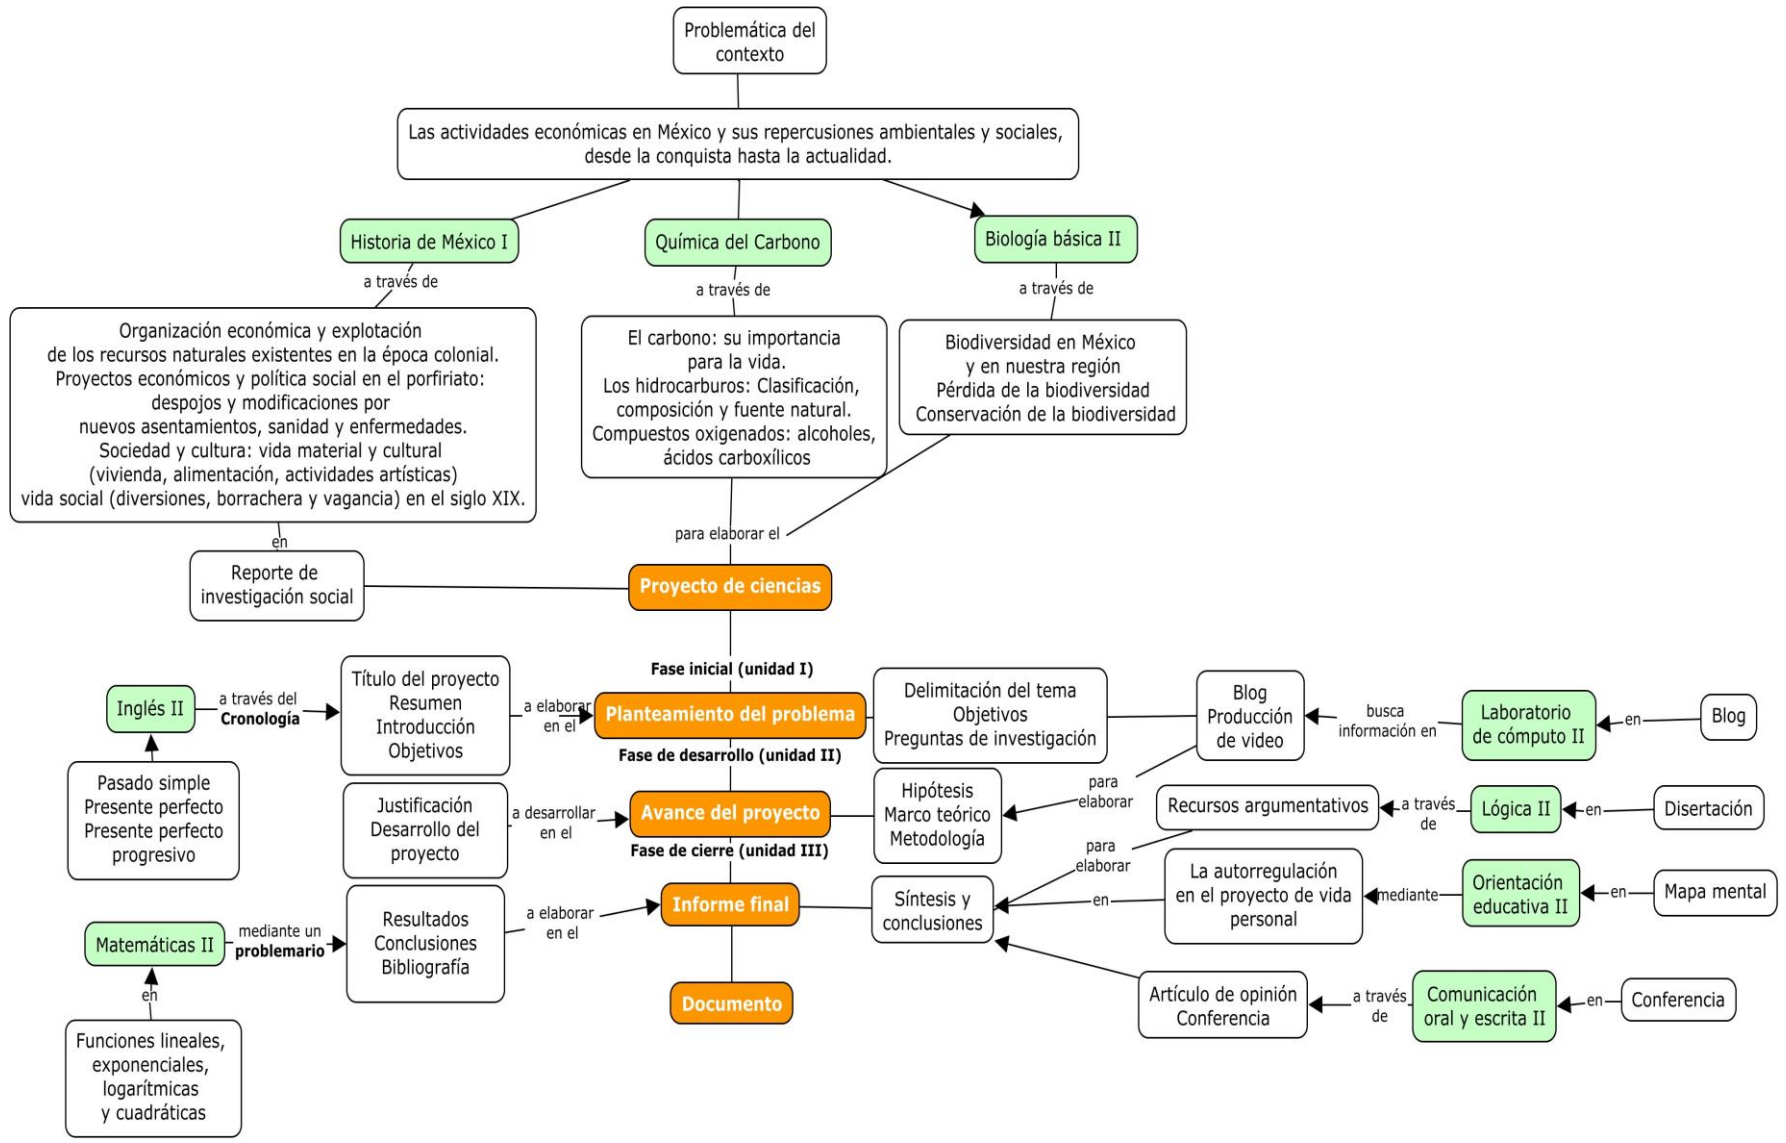 Problemática del
contexto
Las actividades económicas en México y sus repercusiones ambientales y sociales,
desde la conquista hasta la actualidad.
Historia de México I
Química del Carbono
Biología básica II
a través de
a través de
a través de
Organización económica y explotación
de los recursos naturales existentes en la época colonial.
Proyectos económicos y política social en el porfiriato:
despojos y modificaciones por
nuevos asentamientos, sanidad y enfermedades.
Sociedad y cultura: vida material y cultural
(vivienda, alimentación, actividades artísticas)
vida social (diversiones, borrachera y vagancia) en el siglo XIX.
El carbono: su importancia
para la vida.
Los hidrocarburos: Clasificación,
composición y fuente natural.
Compuestos oxigenados: alcoholes,
ácidos carboxílicos
Biodiversidad en México
y en nuestra región
Pérdida de la biodiversidad
Conservación de la biodiversidad
en
para elaborar el
Reporte de
investigación social
Proyecto de ciencias
Fase inicial (unidad I)
Inglés II
a través del
Cronología
Título del proyecto
Resumen
Introducción
Objetivos
a elaborar
en el
Planteamiento del problema
Delimitación del tema
Objetivos
Preguntas de investigación
Blog
Producción
de video
busca
información en
Laboratorio
de cómputo II
en
Blog
Fase de desarrollo (unidad II)
Pasado simple
Presente perfecto
Presente perfecto
progresivo
Justificación
Desarrollo del
proyecto
a desarrollar
en el
Avance del proyecto
Hipótesis
Marco teórico
Metodología
para
elaborar
Recursos argumentativos
a través
de
Lógica II
en
Disertación
Fase de cierre (unidad III)
para
elaborar
Matemáticas II
mediante un
problemario
Resultados
Conclusiones
Bibliografía
a elaborar
en el
Informe final
Síntesis y
conclusiones
en
La autorregulación
en el proyecto de vida
personal
mediante
Orientación
educativa II
en
Mapa mental
Documento
Artículo de opinión
Conferencia
a través
de
Comunicación
oral y escrita II
en
Conferencia
en
Funciones lineales,
exponenciales,
logarítmicas
y cuadráticas